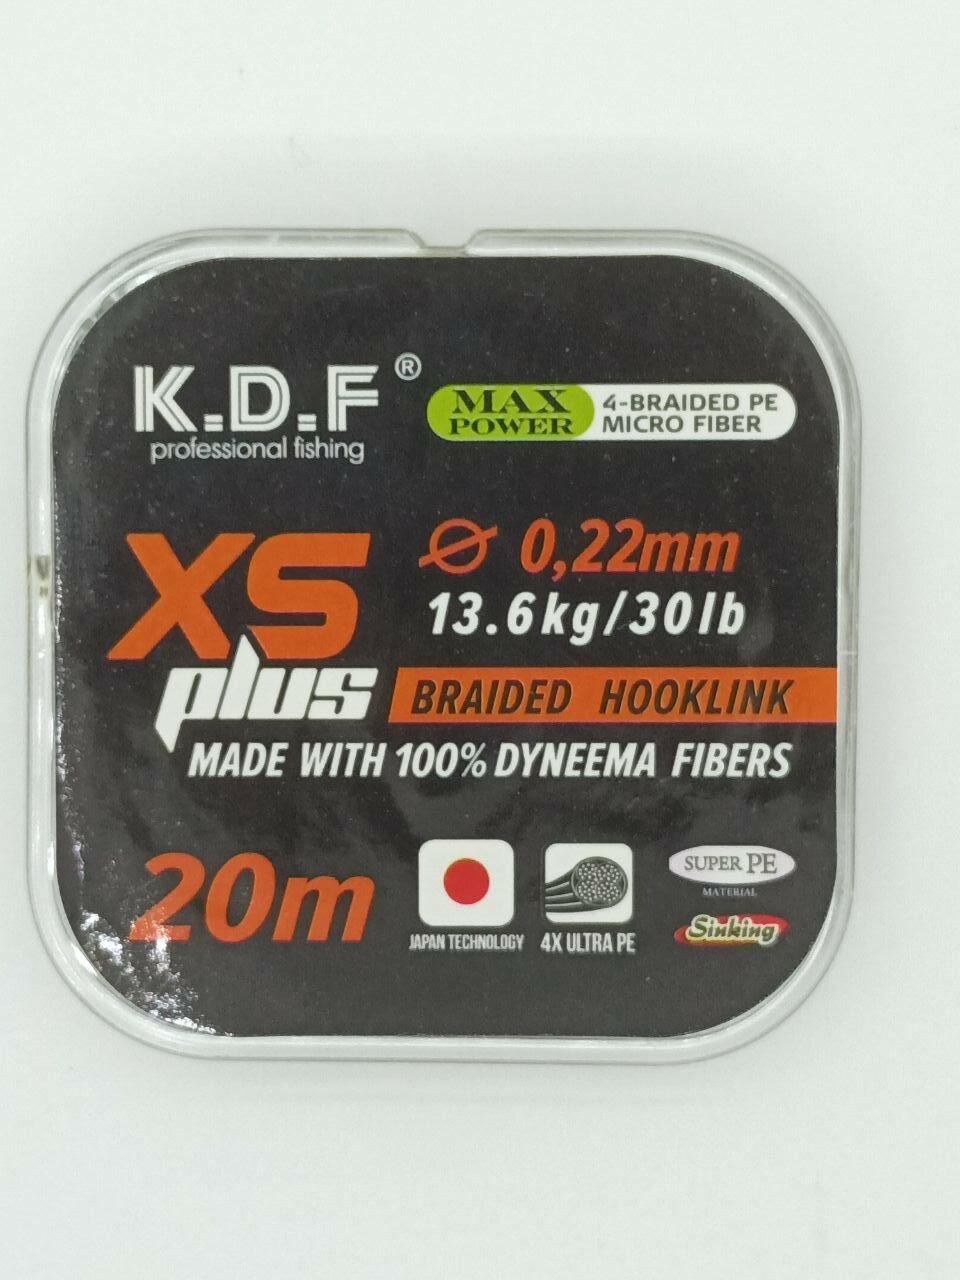 K.D.F®
professional fishing
MAX
POWER
4-BRAIDED PE
MICRO FIBER
XS
plus
Ø 0,22mm
13.6kg/30lb
BRAIDED HOOKLINK
MADE WITH 100% DYNEEMA FIBERS
20m
JAPAN TECHNOLOGY
4X ULTRA PE
SUPER PE
MATERIAL
Sinking